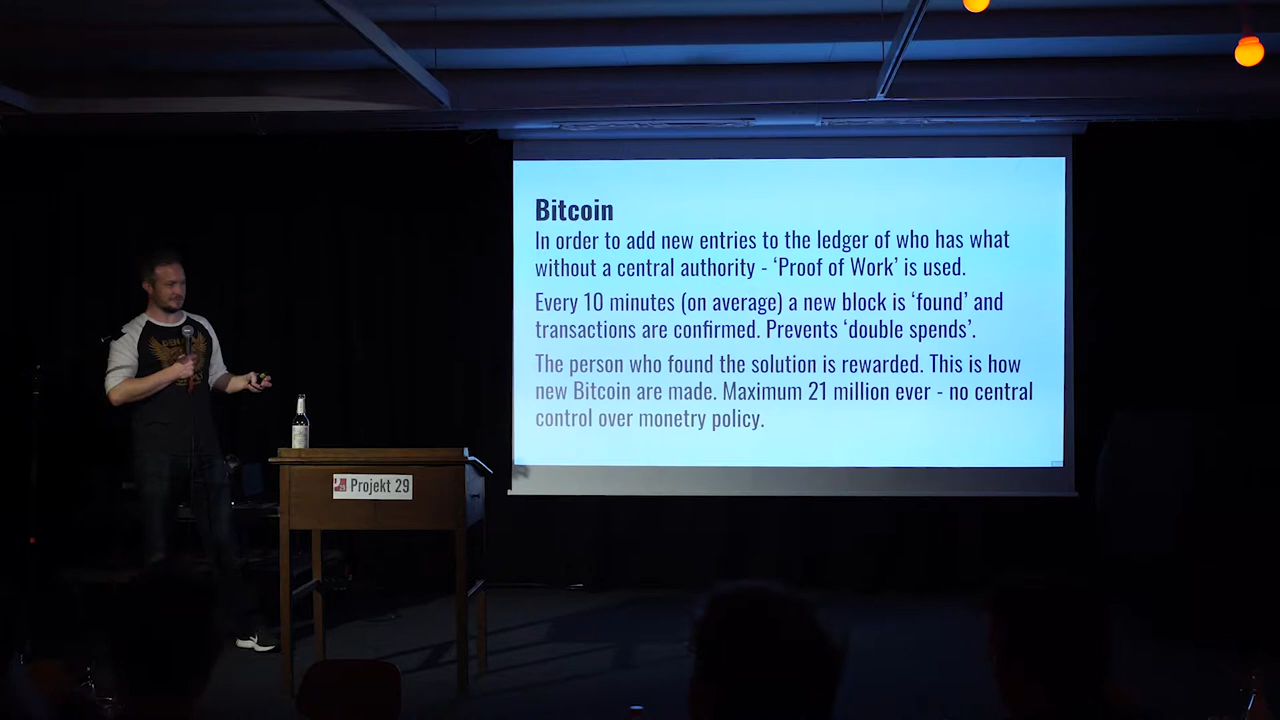 Bitcoin
In order to add new entries to the ledger of who has what
without a central authority - ‘Proof of Work’ is used.
Every 10 minutes (on average) a new block is ‘found’ and
transactions are confirmed. Prevents ‘double spends’.
The person who found the solution is rewarded. This is how
new Bitcoin are made. Maximum 21 million ever - no central
control over monetry policy.
Projekt 29